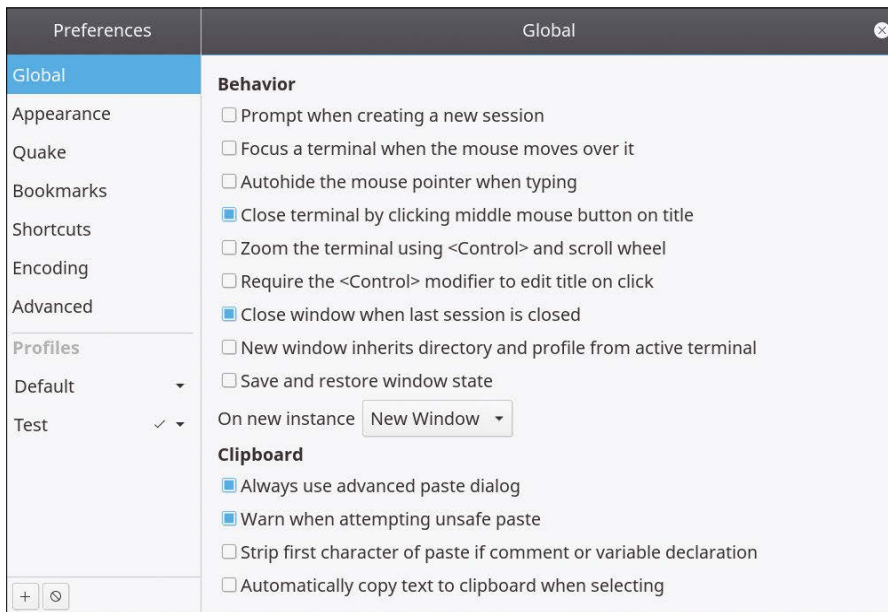 Preferences
Global
Global
Appearance
Quake
Bookmarks
Shortcuts
Encoding
Advanced
Profiles
Default
Test
Behavior
Prompt when creating a new session
Focus a terminal when the mouse moves over it
Autohide the mouse pointer when typing
Close terminal by clicking middle mouse button on title
Zoom the terminal using <Control> and scroll wheel
Require the <Control> modifier to edit title on click
Close window when last session is closed
New window inherits directory and profile from active terminal
Save and restore window state
On new instance New Window
Clipboard
Always use advanced paste dialog
Warn when attempting unsafe paste
Strip first character of paste if comment or variable declaration
Automatically copy text to clipboard when selecting